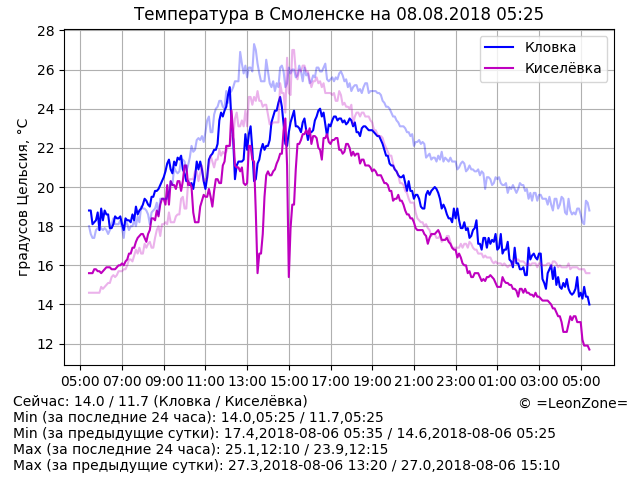 Температура в Смоленске на 08.08.2018 05:25
28
26
24
22
20
18
16
14
12
градусов Цельсия, °C
Кловка
Киселёвка
05:00 07:00 09:00 11:00 13:00 15:00 17:00 19:00 21:00 23:00 01:00 03:00 05:00
Сейчас: 14.0 / 11.7 (Кловка / Киселёвка)
© =LeonZone=
Min (за последние 24 часа): 14.0,05:25 / 11.7,05:25
Min (за предыдущие сутки): 17.4,2018-08-06 05:35 / 14.6,2018-08-06 05:25
Max (за последние 24 часа): 25.1,12:10 / 23.9,12:15
Max (за предыдущие сутки): 27.3,2018-08-06 13:20 / 27.0,2018-08-06 15:10